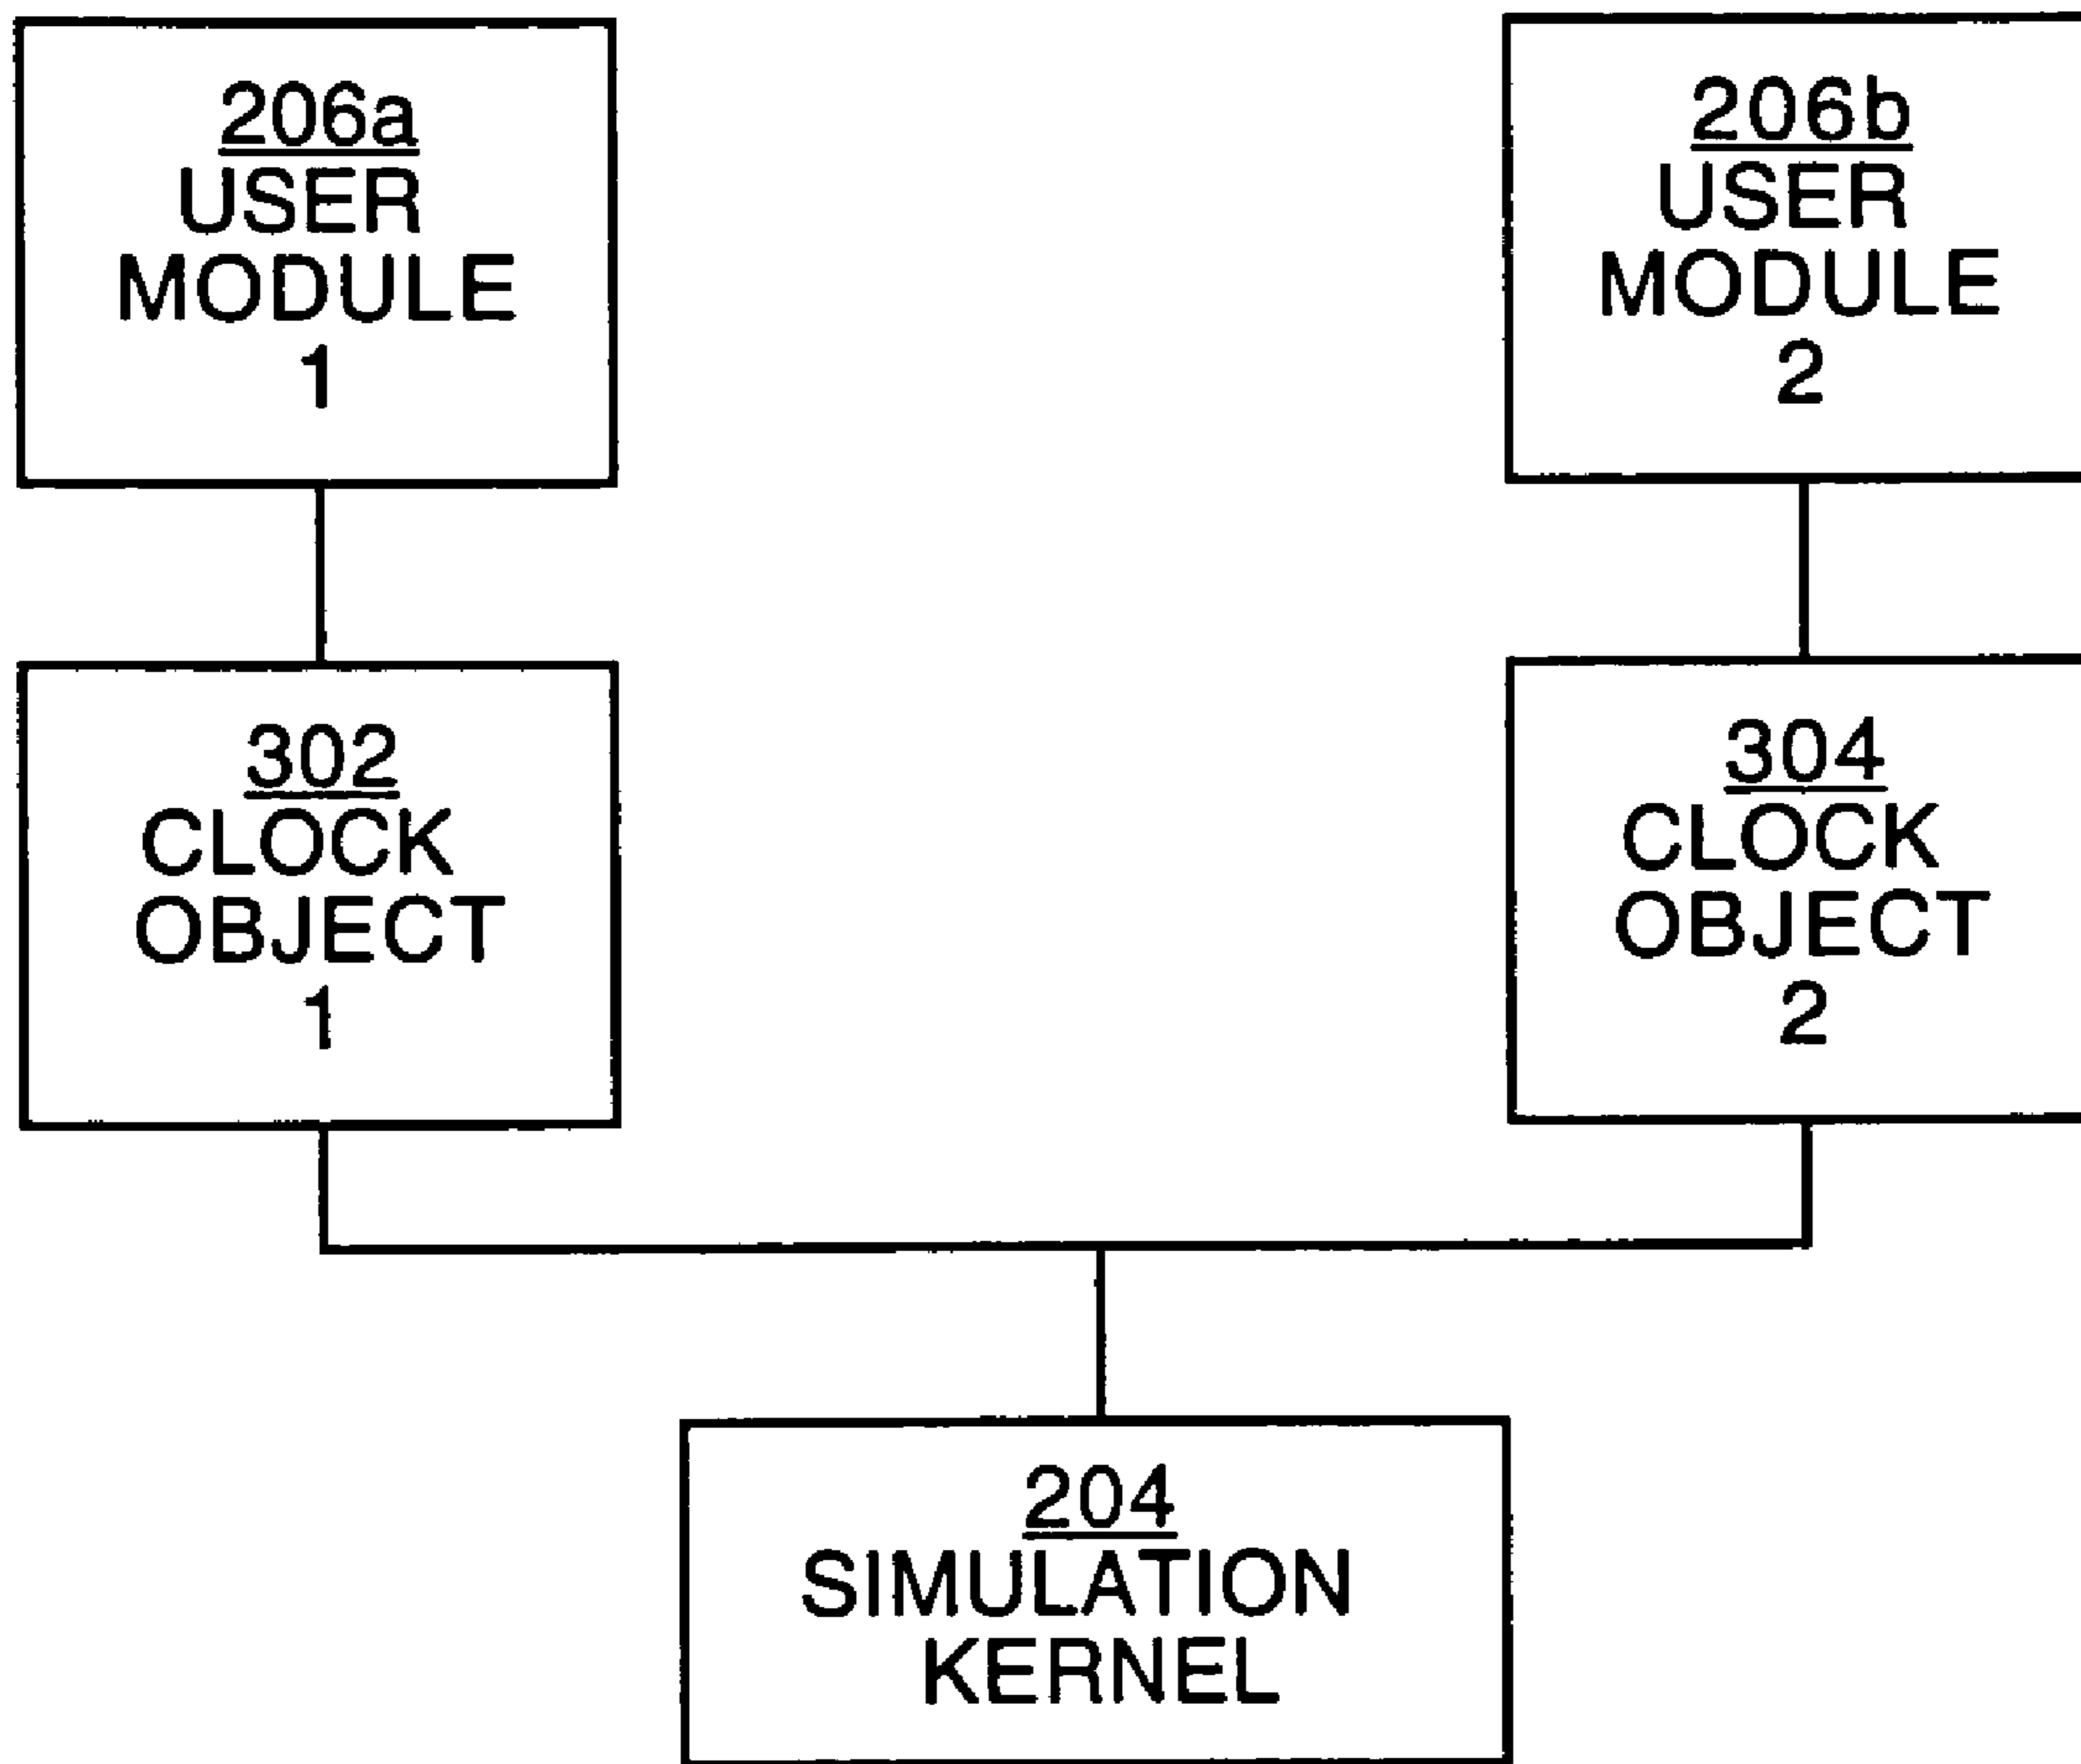 206a
USER
MODULE
1
206b
USER
MODULE
2
302
CLOCK
OBJECT
1
304
CLOCK
OBJECT
2
204
SIMULATION
KERNEL